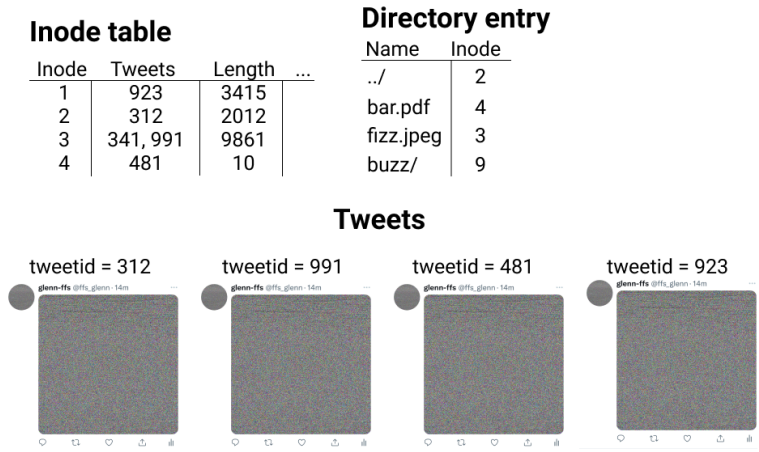 Inode table
Inode Tweets Length ...
1 923 3415
2 312 2012
3 341, 991 9861
4 481 10
Directory entry
Name Inode
../ 2
bar.pdf 4
fizz.jpeg 3
buzz/ 9
Tweets
tweetid = 312
glenn-ffs @ffs_glenn · 14m ...
tweetid = 991
glenn-ffs @ffs_glenn · 14m ...
tweetid = 481
glenn-ffs @ffs_glenn · 14m ...
tweetid = 923
glenn-ffs @ffs_glenn · 14m ...